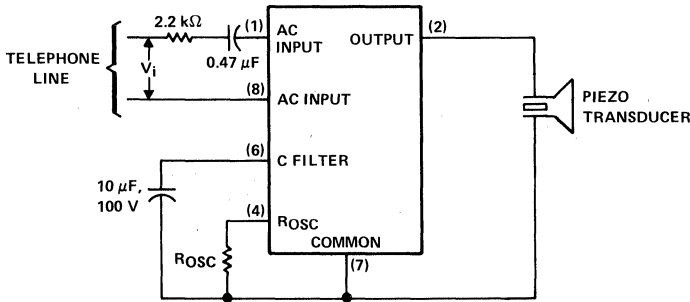 2.2 kΩ
(1)
AC
INPUT
OUTPUT
(2)
TELEPHONE
LINE
Vi
0.47 μF
(8)
AC INPUT
PIEZO
TRANSDUCER
(6)
C FILTER
10 μF,
100 V
(4)
ROSC
COMMON
ROSC
(7)